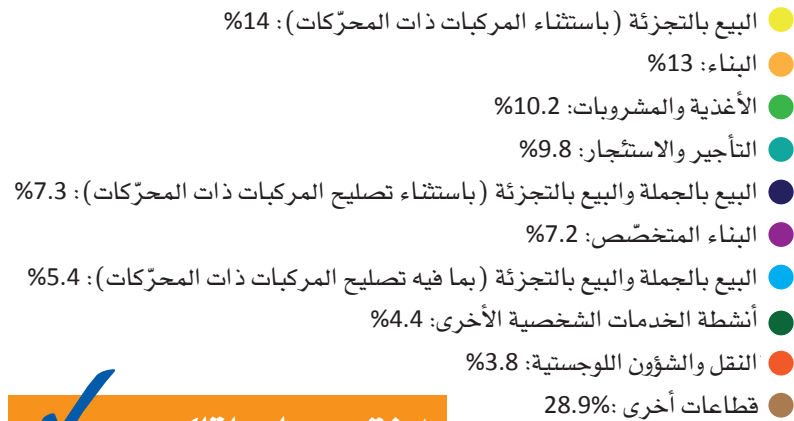 البيع بالتجزئة (باستثناء المركبات ذات المحرّكات): 14%
البناء: 13%
الأغذية والمشروبات: 10.2%
التأجير والاستئجار: 9.8%
البيع بالجملة والبيع بالتجزئة (باستثناء تصليح المركبات ذات المحرّكات): 7.3%
البناء المتخصّص: 7.2%
البيع بالجملة والبيع بالتجزئة (بما فيه تصليح المركبات ذات المحرّكات): 5.4%
أنشطة الخدمات الشخصية الأخرى: 4.4%
النقل والشؤون اللوجستية: 3.8%
قطاعات أخرى :28.9%